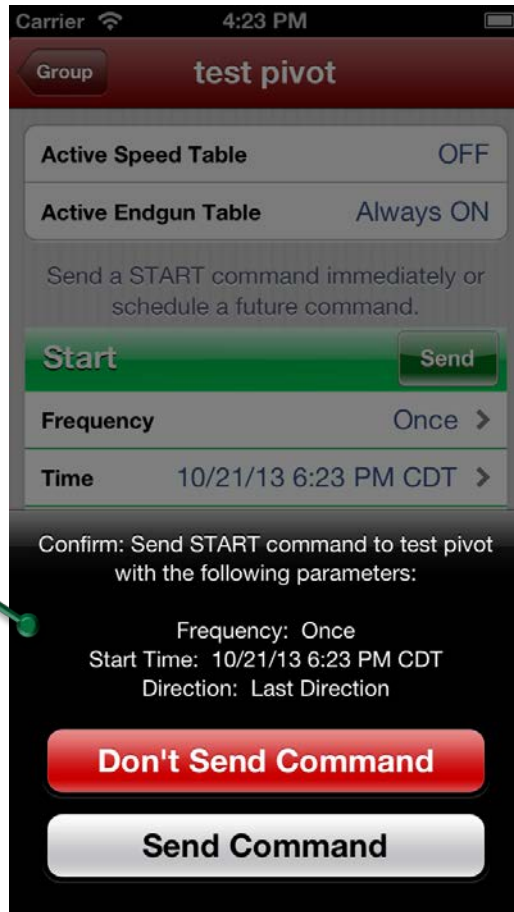 Carrier 4:23 PM
Group test pivot
Active Speed Table OFF
Active Endgun Table Always ON
Send a START command immediately or
schedule a future command.
Start Send
Frequency Once
Time 10/21/13 6:23 PM CDT
Confirm: Send START command to test pivot
with the following parameters:
Frequency: Once
Start Time: 10/21/13 6:23 PM CDT
Direction: Last Direction
Don't Send Command
Send Command